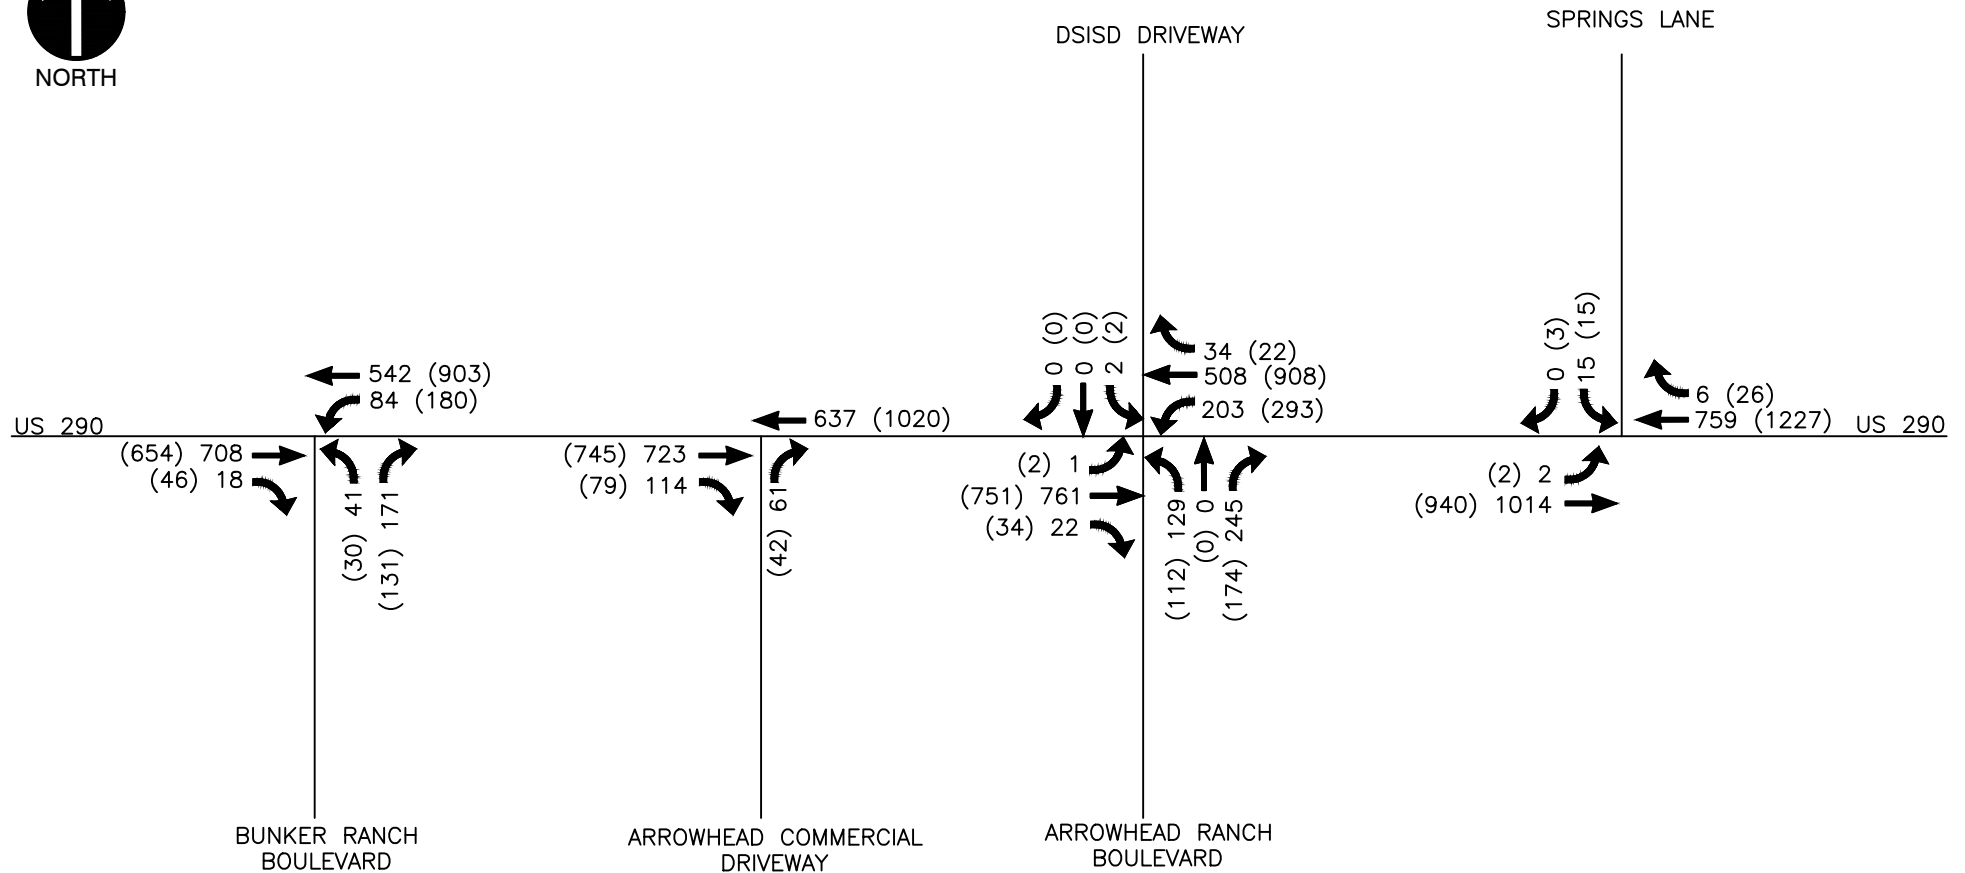 NORTH
SPRINGS LANE
DSISD DRIVEWAY
0 (0)
0 (0)
2 (2)
34 (22)
508 (908)
203 (293)
0 (3)
15 (15)
6 (26)
759 (1227)
US 290
542 (903)
84 (180)
637 (1020)
US 290
(654) 708
(46) 18
(30) 41
(131) 171
(745) 723
(79) 114
(42) 61
(2) 1
(751) 761
(34) 22
(112) 129
(0) 0
(174) 245
(2) 2
(940) 1014
BUNKER RANCH
BOULEVARD
ARROWHEAD COMMERCIAL
DRIVEWAY
ARROWHEAD RANCH
BOULEVARD